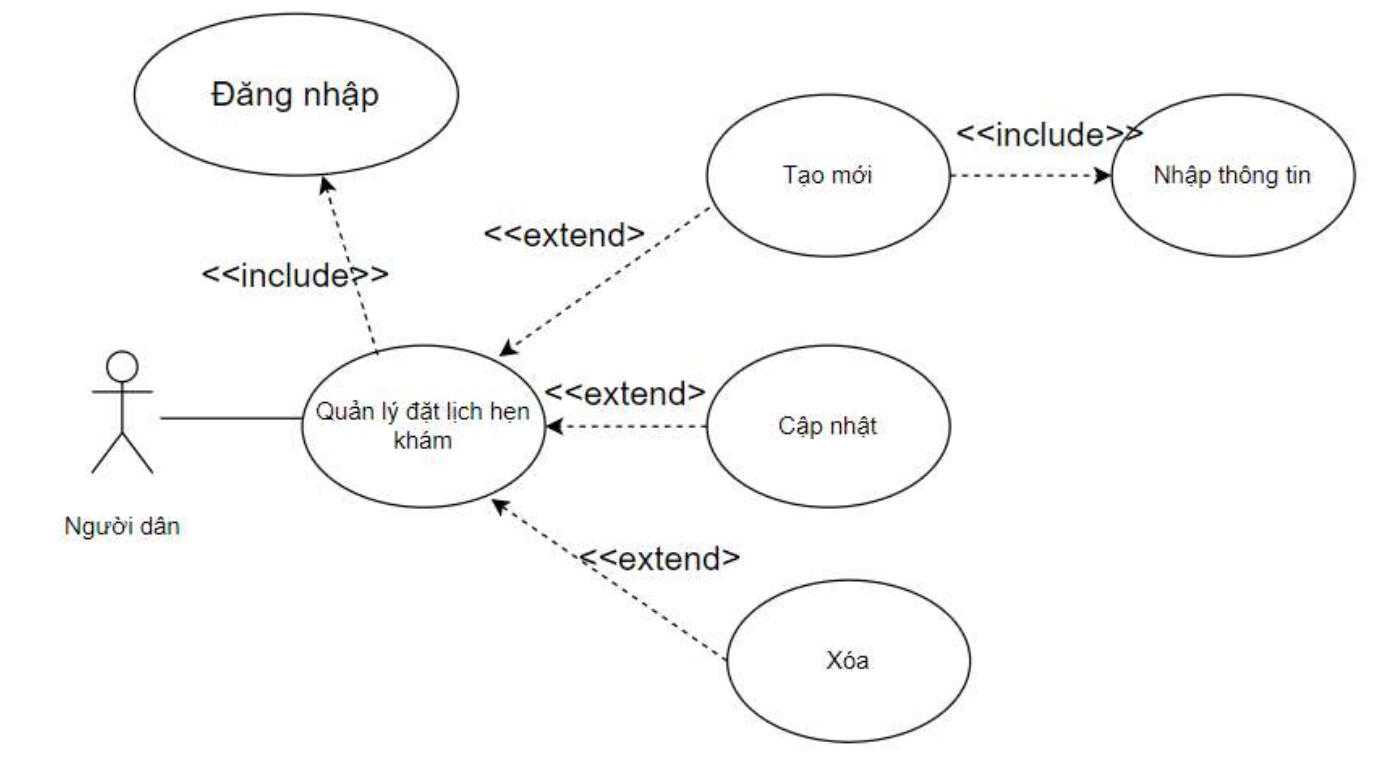 Đăng nhập
<<include>>
Tạo mới
<<include>>
Nhập thông tin
<<extend>
<<extend>
Quản lý đặt lịch hẹn
khám
Cập nhật
Người dân
<<extend>
Xóa